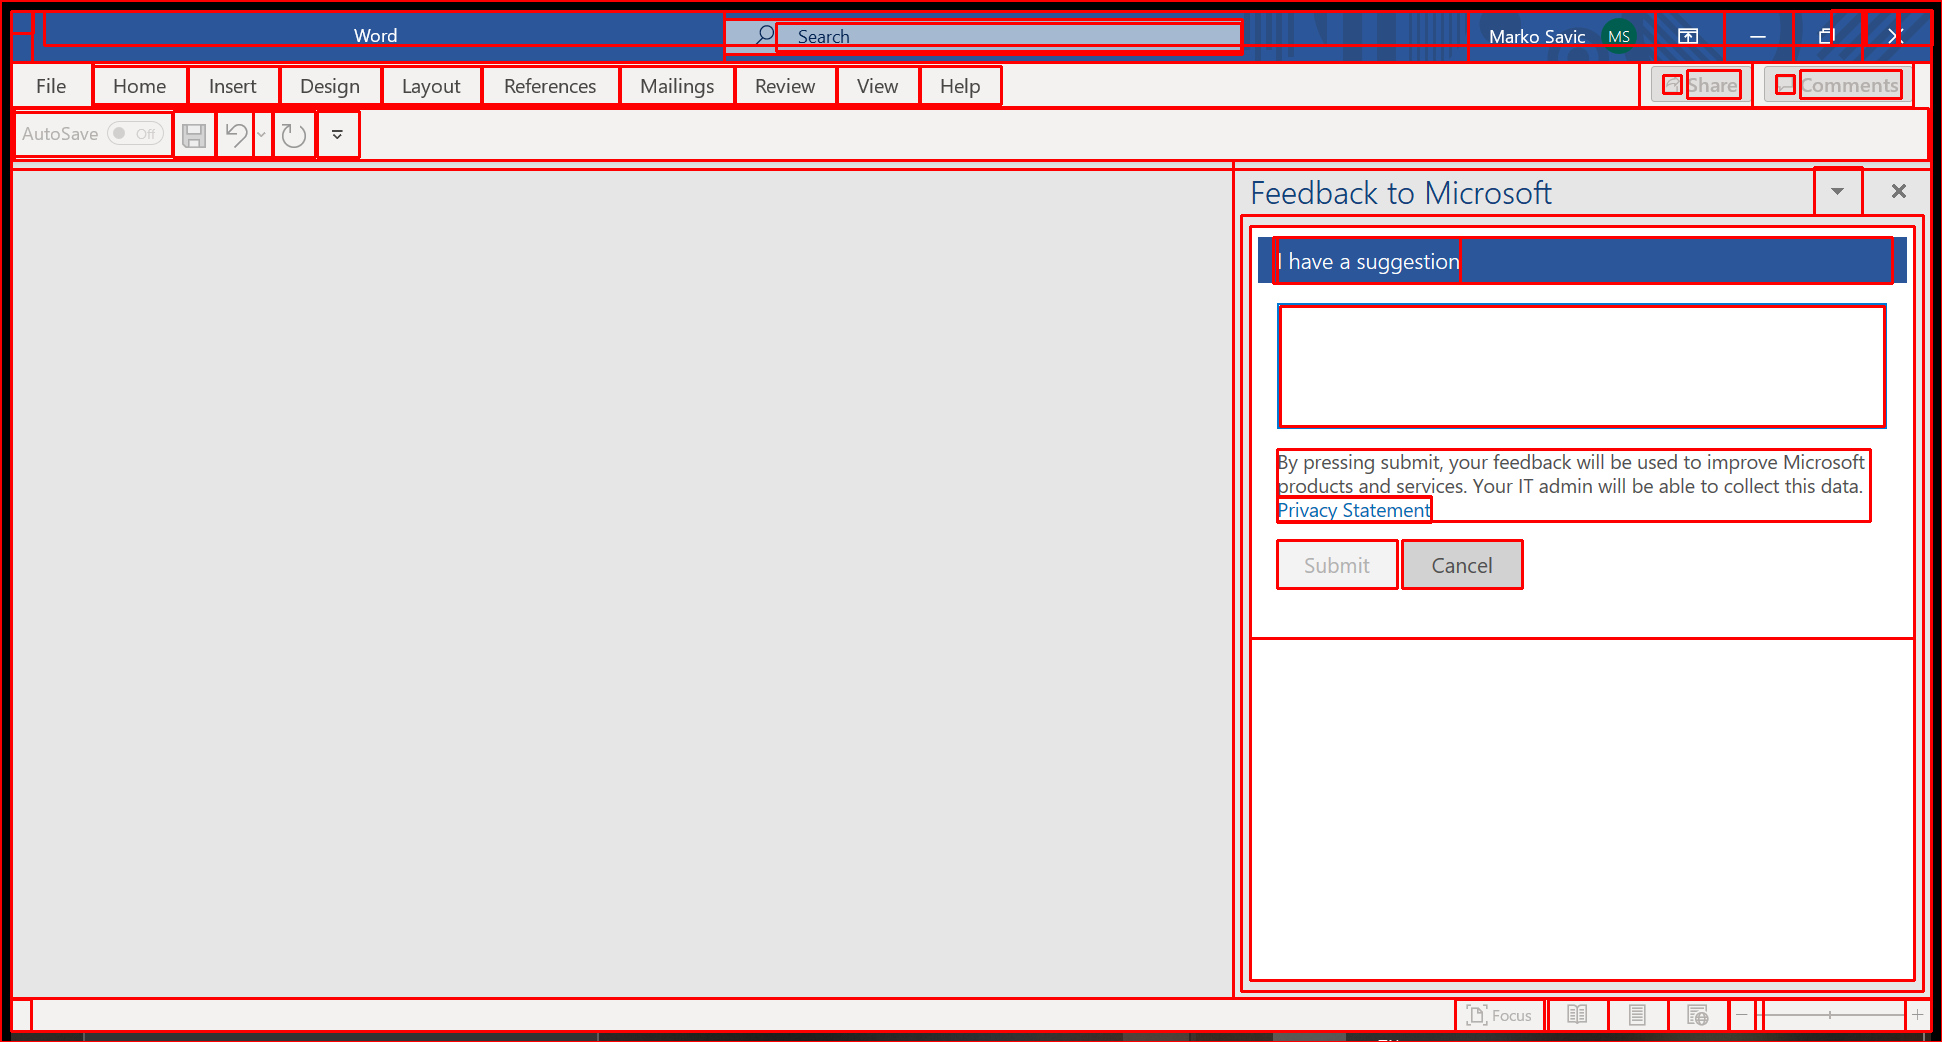 Word
Search
Marko Savic
MS
File
Home
Insert
Design
Layout
References
Mailings
Review
View
Help
Share
Comments
AutoSave
Off
Feedback to Microsoft
I have a suggestion
By pressing submit, your feedback will be used to improve Microsoft
products and services. Your IT admin will be able to collect this data.
Privacy Statement
Submit
Cancel
Focus